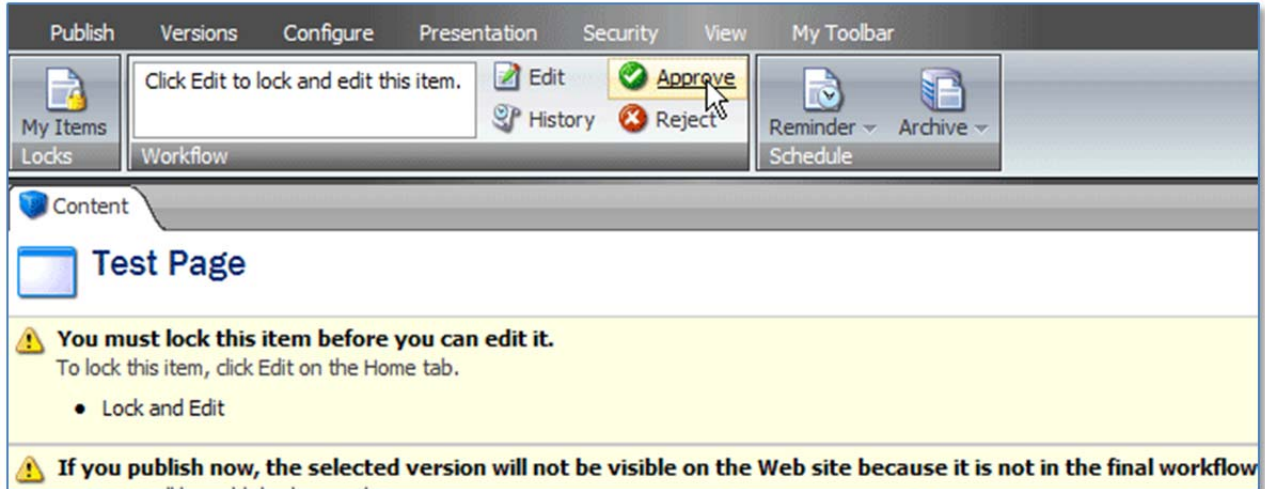 Publish Versions Configure Presentation Security View My Toolbar
Click Edit to lock and edit this item. Edit Approve
My Items History Reject Reminder Archive
Locks Workflow Schedule
Content
Test Page
You must lock this item before you can edit it.
To lock this item, click Edit on the Home tab.
Lock and Edit
If you publish now, the selected version will not be visible on the Web site because it is not in the final workflow